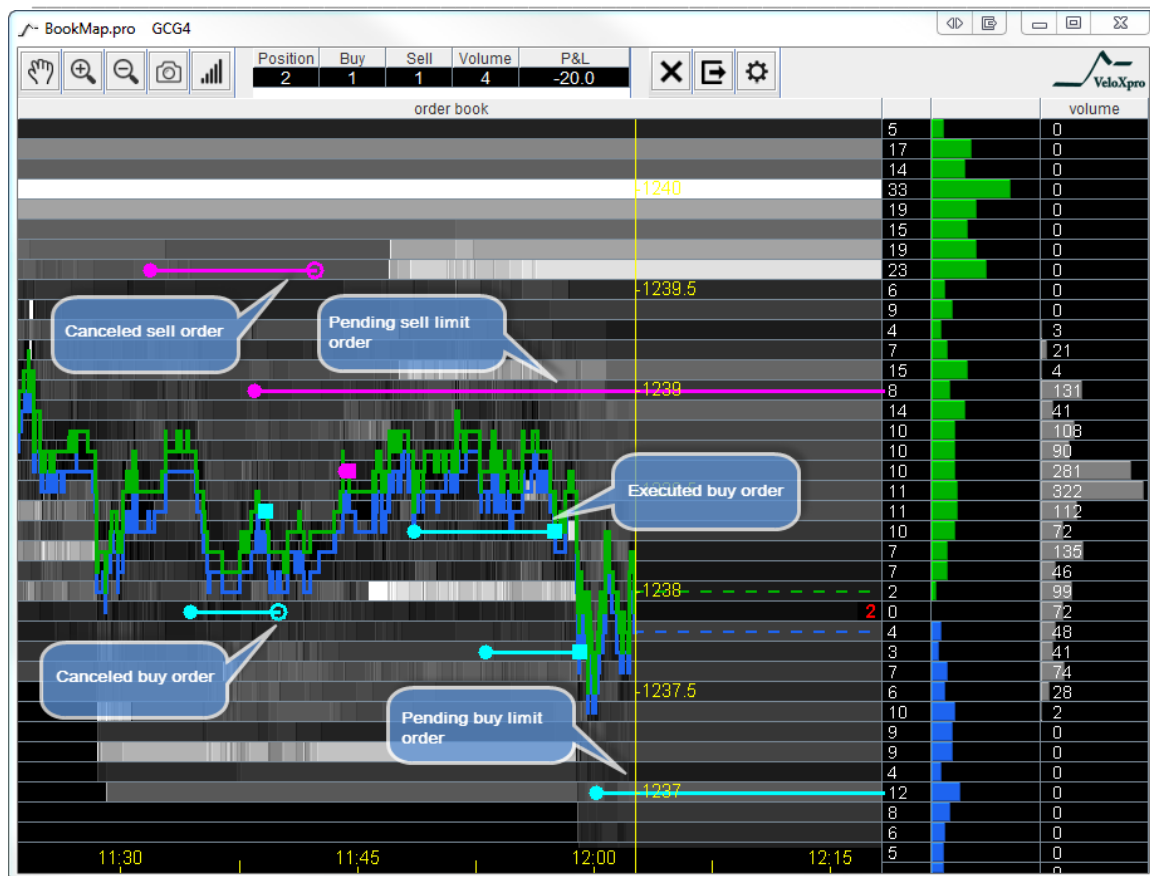 BookMap.pro GCG4
Position Buy Sell Volume P&L
2 1 1 4 -20.0
VeloXpro
order book volume
5 0
17 0
14 0
-1240 33 0
19 0
15 0
19 0
23 0
-1239.5 6 0
9 0
4 3
7 21
15 4
-1239 8 131
14 41
10 108
10 90
10 281
11 322
11 112
10 72
7 135
7 46
-1238 2 99
2 0 72
4 48
3 41
7 74
-1237.5 6 28
10 2
9 0
9 0
4 0
-1237 12 0
8 0
6 0
5 0
Canceled sell order
Pending sell limit
order
Executed buy order
Canceled buy order
Pending buy limit
order
11:30 11:45 12:00 12:15